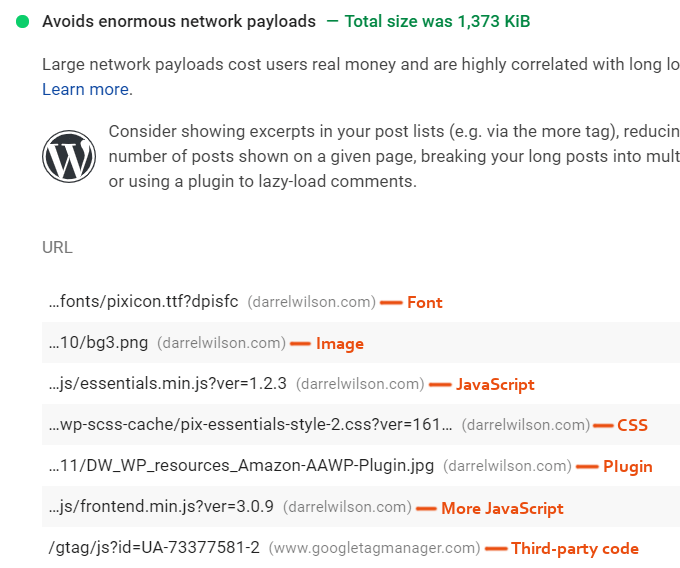 Avoids enormous network payloads — Total size was 1,373 KiB
Large network payloads cost users real money and are highly correlated with long lo
Learn more.
Consider showing excerpts in your post lists (e.g. via the more tag), reducin
number of posts shown on a given page, breaking your long posts into mult
or using a plugin to lazy-load comments.
URL
…fonts/pixicon.ttf?dpisfc (darrelwilson.com) — Font
…10/bg3.png (darrelwilson.com) — Image
…js/essentials.min.js?ver=1.2.3 (darrelwilson.com) — JavaScript
…wp-scss-cache/pix-essentials-style-2.css?ver=161… (darrelwilson.com) — CSS
…11/DW_WP_resources_Amazon-AAWP-Plugin.jpg (darrelwilson.com) — Plugin
…js/frontend.min.js?ver=3.0.9 (darrelwilson.com) — More JavaScript
/gtag/js?id=UA-73377581-2 (www.googletagmanager.com) — Third-party code